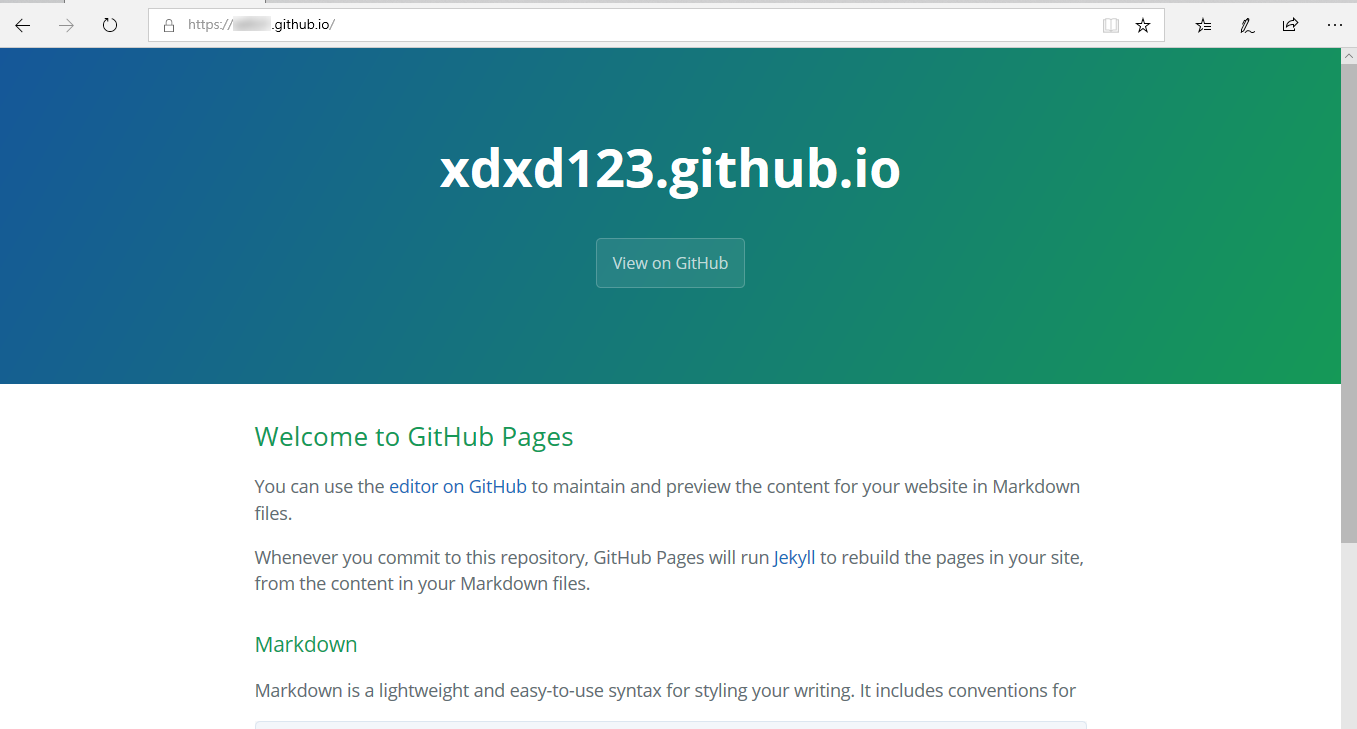 https://.github.io/
xdxd123.github.io
View on GitHub
Welcome to GitHub Pages
You can use the editor on GitHub to maintain and preview the content for your website in Markdown
files.
Whenever you commit to this repository, GitHub Pages will run Jekyll to rebuild the pages in your site,
from the content in your Markdown files.
Markdown
Markdown is a lightweight and easy-to-use syntax for styling your writing. It includes conventions for